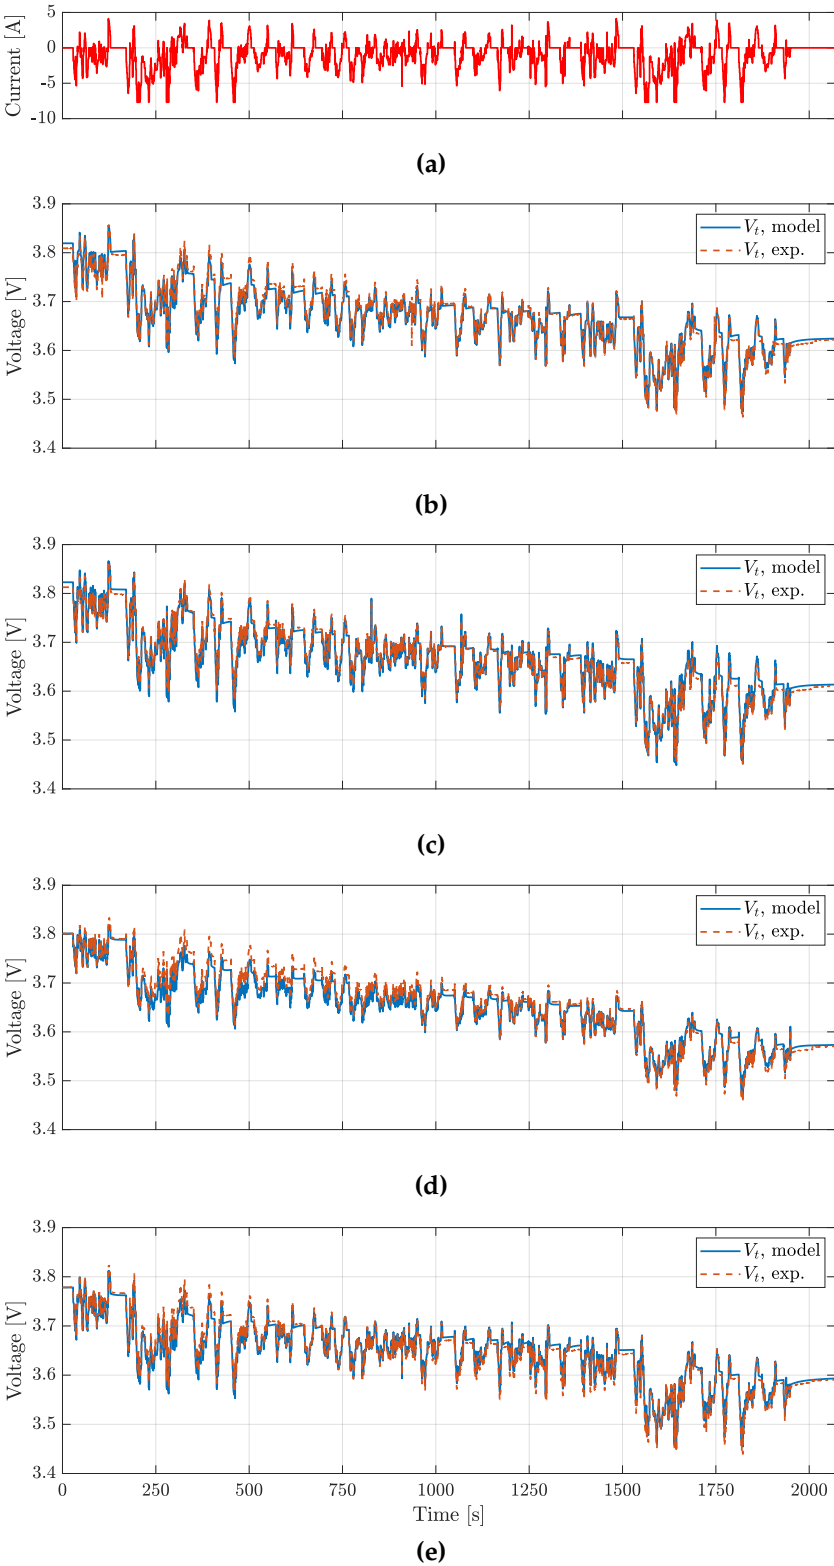 5
0
-5
-10
Current [A]
(a)
3.9
3.8
3.7
3.6
3.5
3.4
Voltage [V]
V_t, model
V_t, exp.
(b)
3.9
3.8
3.7
3.6
3.5
3.4
Voltage [V]
V_t, model
V_t, exp.
(c)
3.9
3.8
3.7
3.6
3.5
3.4
Voltage [V]
V_t, model
V_t, exp.
(d)
3.9
3.8
3.7
3.6
3.5
3.4
Voltage [V]
V_t, model
V_t, exp.
0 250 500 750 1000 1250 1500 1750 2000
Time [s]
(e)